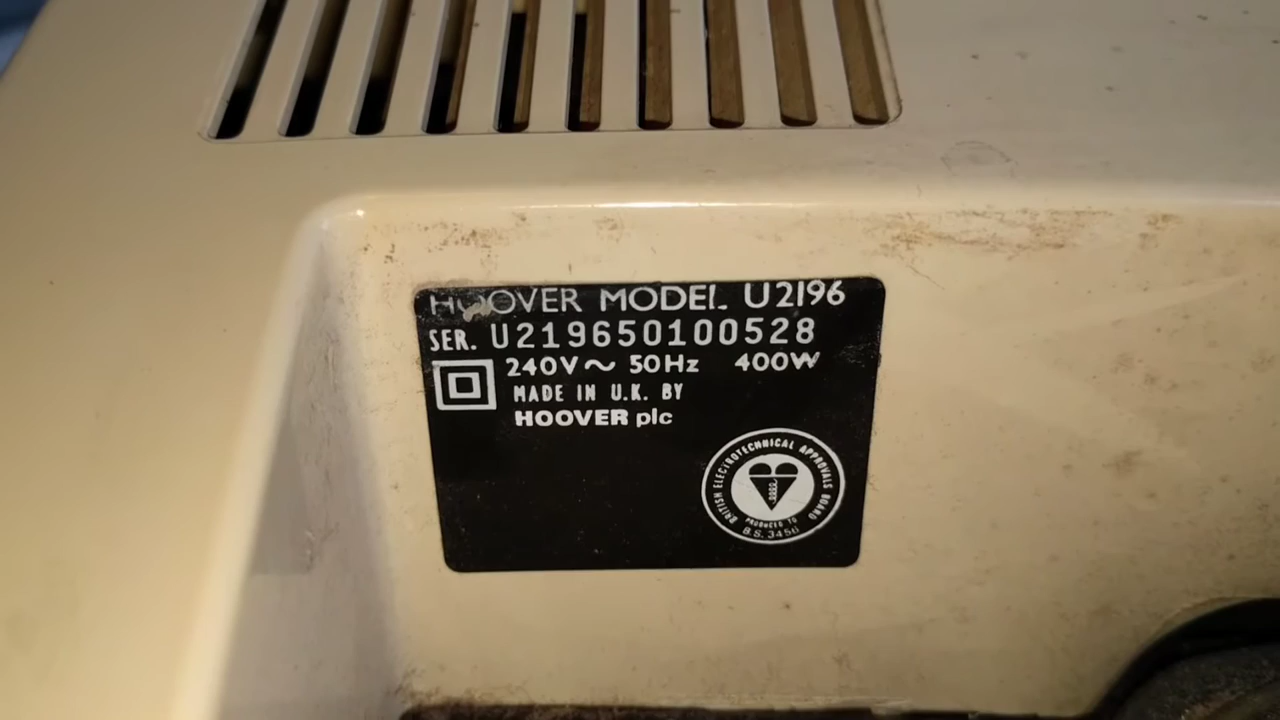 HOOVER MODEL U2196
SER. U219650100528
240V~ 50Hz 400W
MADE IN U.K. BY
HOOVER plc
BRITISH ELECTROTECHNICAL APPROVALS BOARD
PRODUCED TO
B.S. 3456